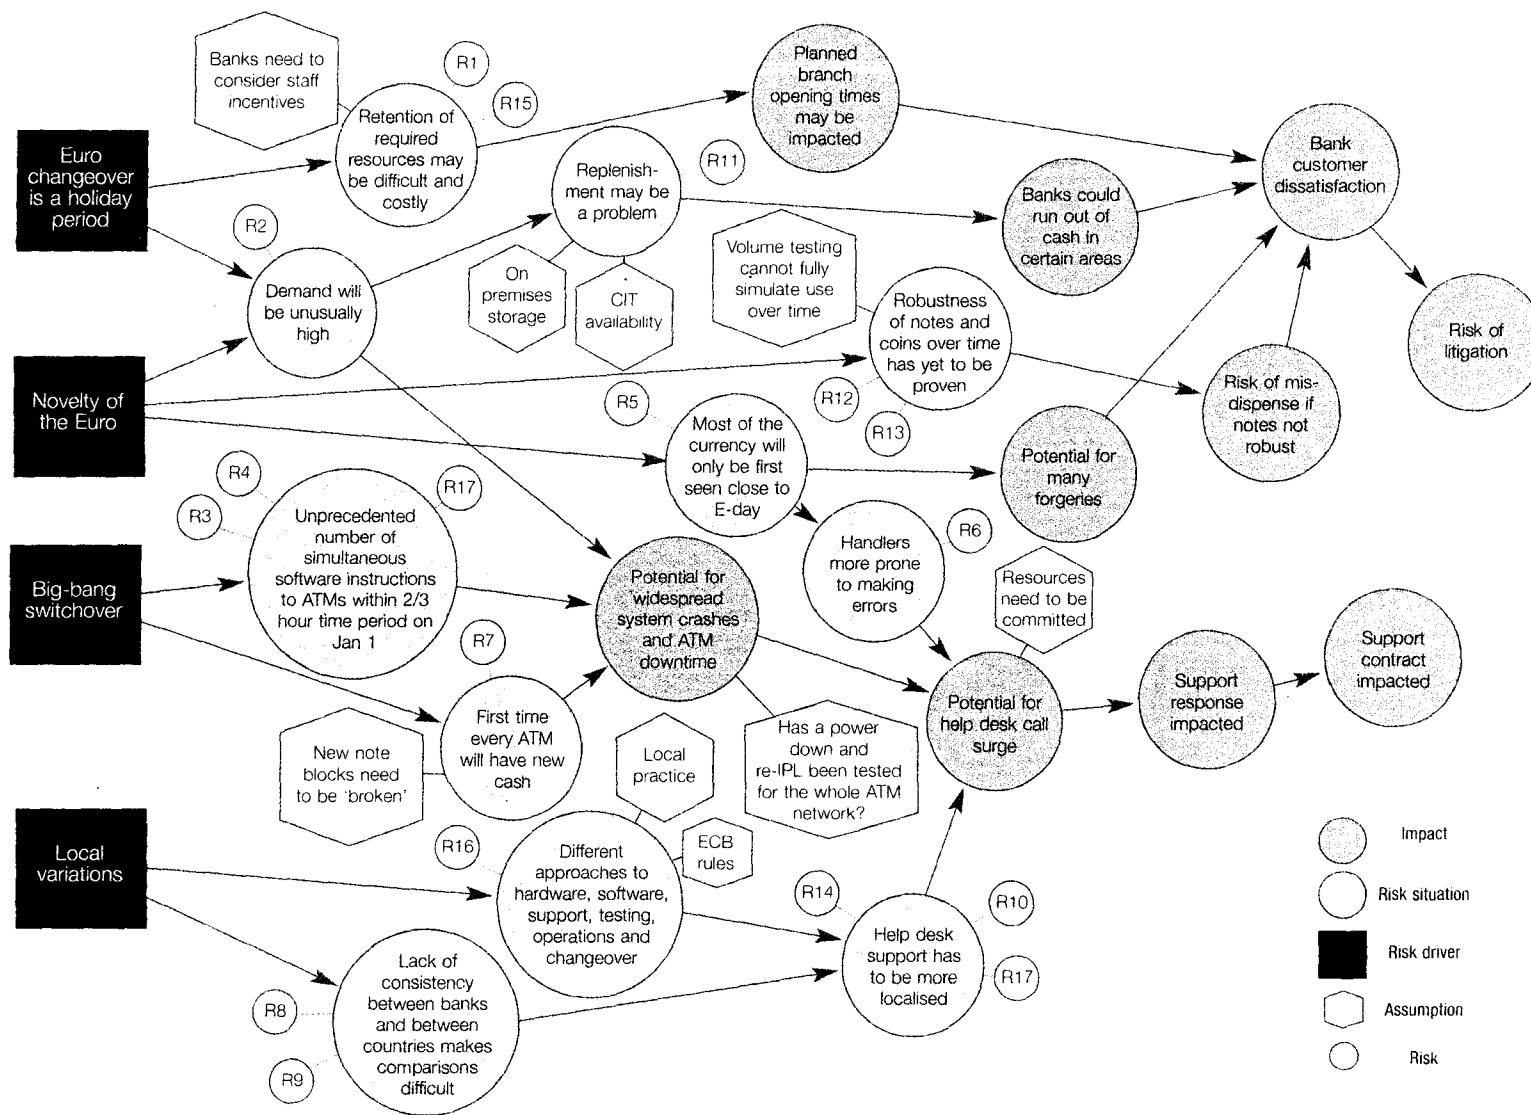 Banks need to
consider staff
incentives
R1
R15
Retention of
required
resources may
be difficult and
costly
Planned
branch
opening times
may be
impacted
Euro
changeover
is a holiday
period
R2
Replenish-
ment may be
a problem
R11
Bank
customer
dissatisfaction
Banks could
run out of
cash in
certain areas
Demand will
be unusually
high
On
premises
storage
CIT
availability
Volume testing
cannot fully
simulate use
over time
Robustness
of notes and
coins over time
has yet to be
proven
Risk of
litigation
Novelty of
the Euro
R5
R12
R13
Risk of mis-
dispense if
notes not
robust
Most of the
currency will
only be first
seen close to
E-day
Potential for
many
forgeries
R4
R3
R17
Unprecedented
number of
simultaneous
software instructions
to ATMs within 2/3
hour time period on
Jan 1
Big-bang
switchover
Potential for
widespread
system crashes
and ATM
downtime
Handlers
more prone
to making
errors
R6
Resources
need to be
committed
R7
First time
every ATM
will have new
cash
New note
blocks need
to be 'broken'
Local
practice
Has a power
down and
re-IPL been tested
for the whole ATM
network?
Potential for
help desk call
surge
Support
response
impacted
Support
contract
impacted
Local
variations
R16
Different
approaches to
hardware, software,
support, testing,
operations and
changeover
ECB
rules
R14
R10
R17
Help desk
support has
to be more
localised
R8
R9
Lack of
consistency
between banks
and between
countries makes
comparisons
difficult
Impact
Risk situation
Risk driver
Assumption
Risk